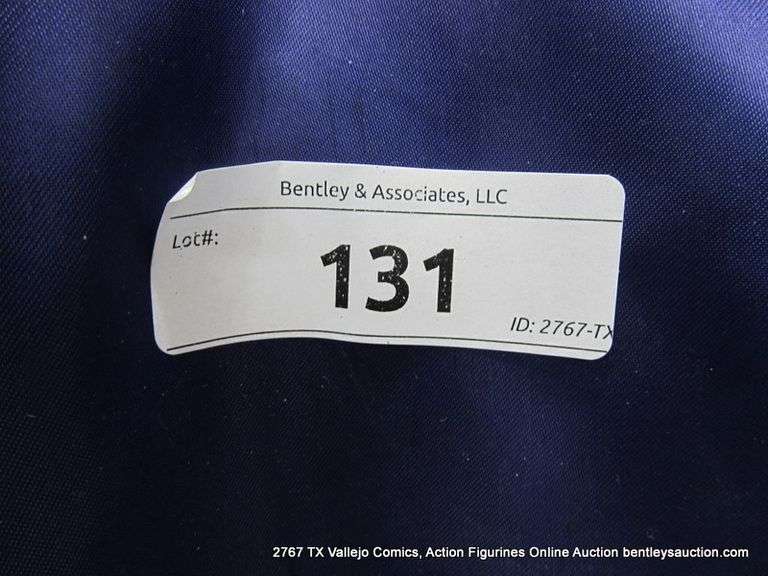 Bentley & Associates, LLC
Lot#:
131
ID: 2767-TX
2767 TX Vallejo Comics, Action Figurines Online Auction bentleysauction.com